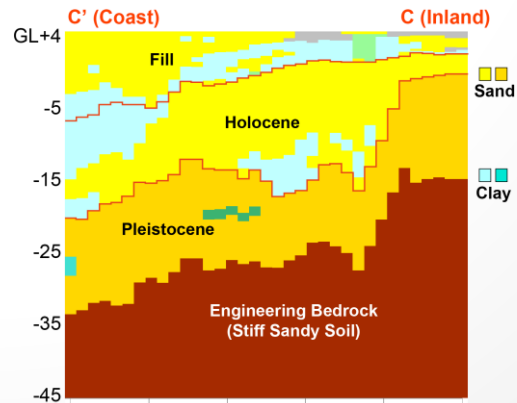 C' (Coast)
C (Inland)
GL+4
Fill
-5
Sand
Holocene
-15
Clay
Pleistocene
-25
Engineering Bedrock
(Stiff Sandy Soil)
-35
-45